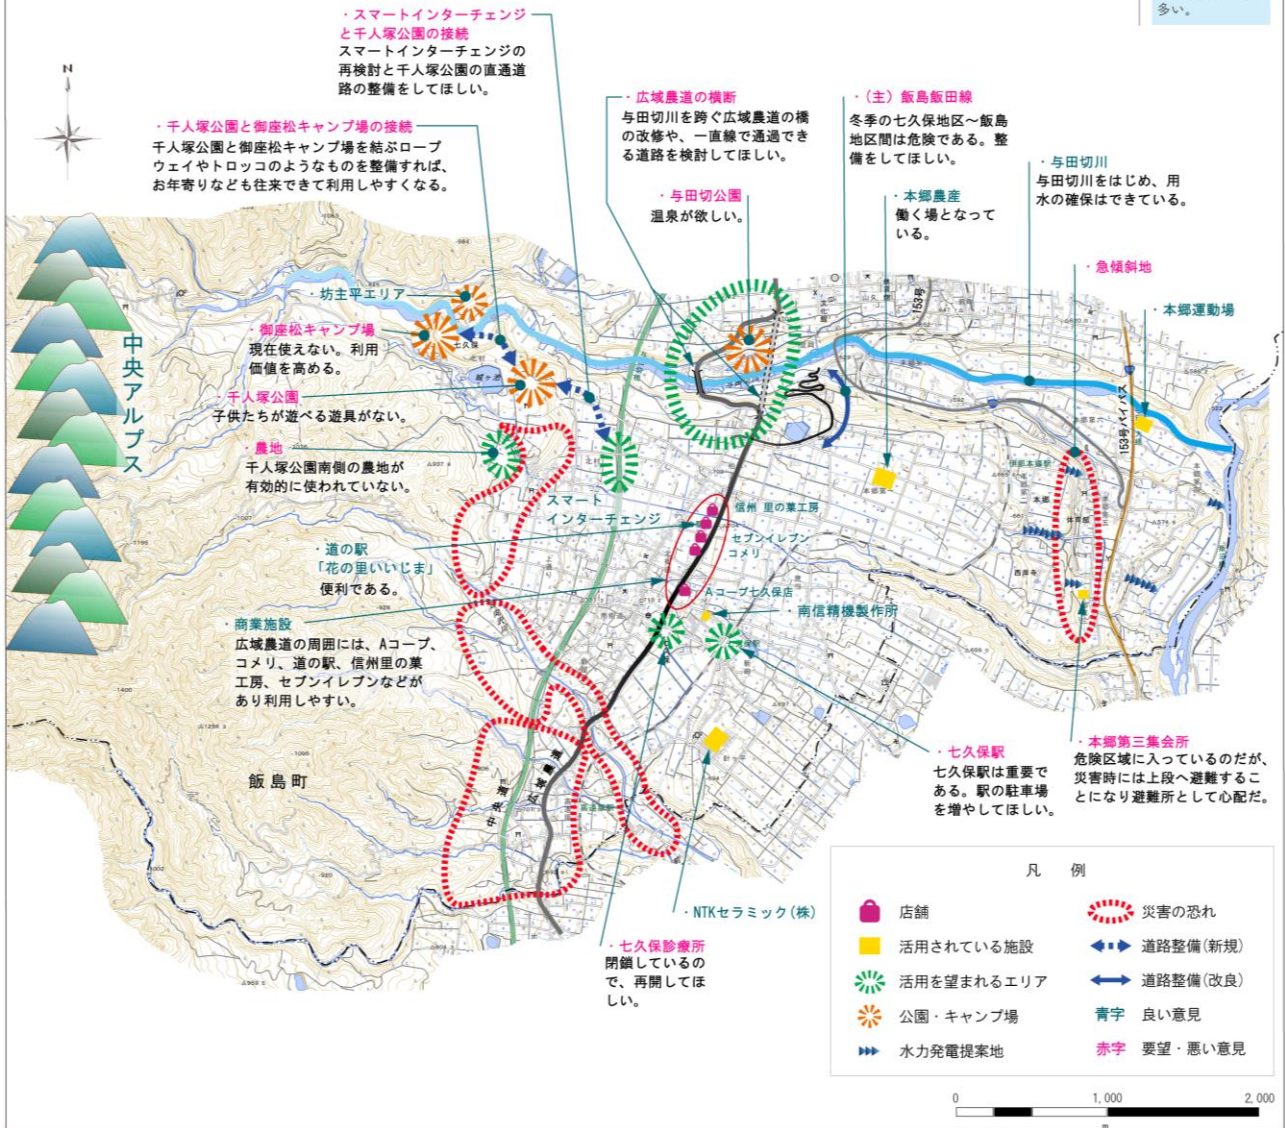 多い。
・スマートインターチェンジ
と千人塚公園の接続
スマートインターチェンジの
再検討と千人塚公園の直通道
路の整備をしてほしい。
N
・千人塚公園と御座松キャンプ場の接続
千人塚公園と御座松キャンプ場を結ぶロープ
ウェイやトロッコのようなものを整備すれば、
お年寄りなども往来できて利用しやすくなる。
・広域農道の横断
与田切川を跨ぐ広域農道の橋
の改修や、一直線で通過でき
る道路を検討してほしい。
・(主)飯島飯田線
冬季の七久保地区～飯島
地区間は危険である。整
備をしてほしい。
・与田切川
与田切川をはじめ、用
水の確保はできている。
・与田切公園
温泉が欲しい。
・本郷農産
働く場となって
いる。
・急傾斜地
・本郷運動場
・坊主平エリア
・御座松キャンプ場
現在使えない。利用
価値を高める。
七久保
・千人塚公園
子供たちが遊べる遊具がない。
・農地
千人塚公園南側の農地が
有効的に使われていない。
中央アルプス
153号
153号バイパス
スマート
インターチェンジ
信州 里の菓工房
セブンイレブン
コメリ
Aコープ七久保店
・道の駅
「花の里いいじま」
便利である。
・南信精機製作所
・商業施設
広域農道の周囲には、Aコープ、
コメリ、道の駅、信州里の菓
工房、セブンイレブンなどが
あり利用しやすい。
本郷
体育館
飯島町
中央道
広域農道
・七久保駅
七久保駅は重要で
ある。駅の駐車場
を増やしてほしい。
・本郷第三集会所
危険区域に入っているのだが、
災害時には上段へ避難するこ
とになり避難所として心配だ。
・NTKセラミック(株)
・七久保診療所
閉鎖しているの
で、再開してほ
しい。
凡 例
店舗
活用されている施設
活用を望まれるエリア
公園・キャンプ場
水力発電提案地
災害の恐れ
道路整備(新規)
道路整備(改良)
青字 良い意見
赤字 要望・悪い意見
0 1,000 2,000
m